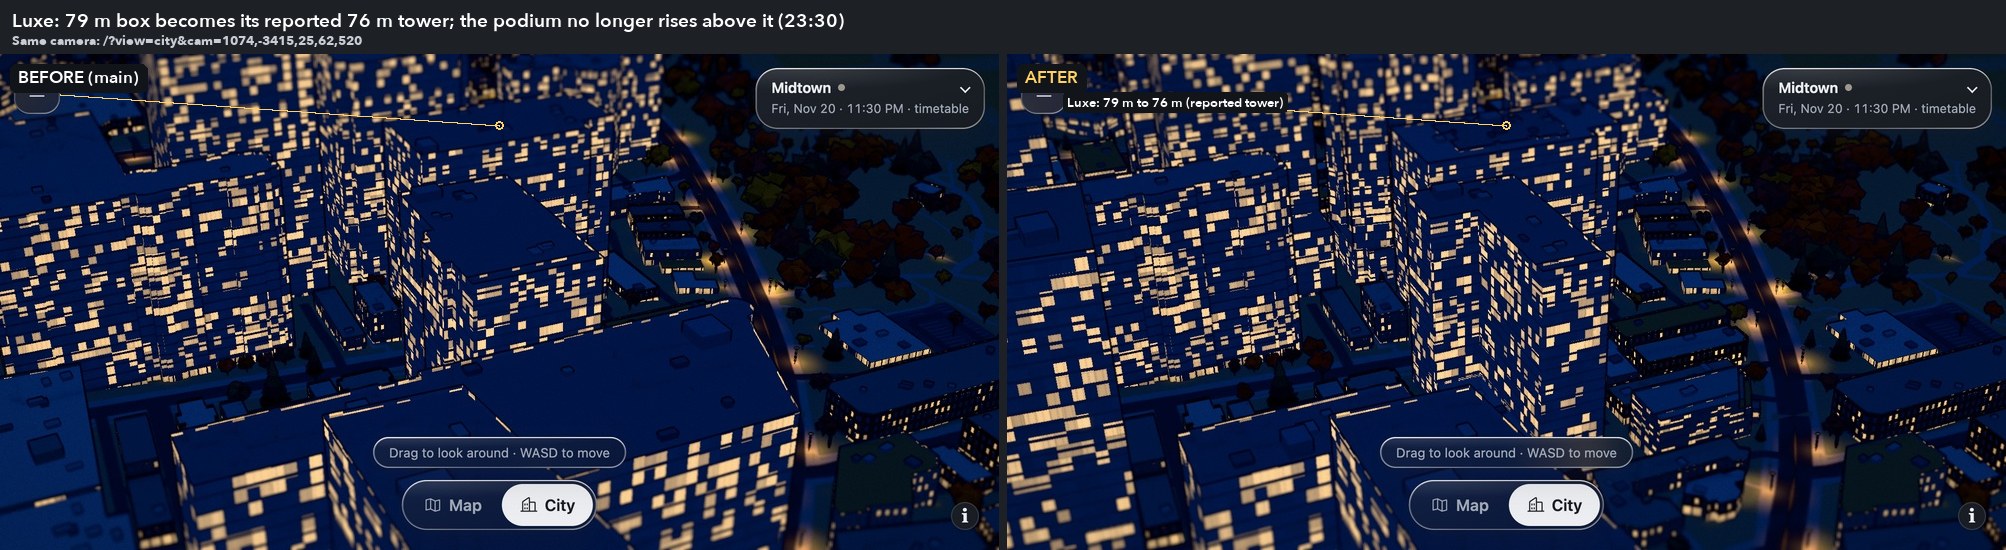 Luxe: 79 m box becomes its reported 76 m tower; the podium no longer rises above it (23:30)
Same camera: /?view=city&cam=1074,-3415,25,62,520
BEFORE (main)
Midtown
Fri, Nov 20 · 11:30 PM · timetable
Drag to look around · WASD to move
Map
City
i
AFTER
Luxe: 79 m to 76 m (reported tower)
Midtown
Fri, Nov 20 · 11:30 PM · timetable
Drag to look around · WASD to move
Map
City
i